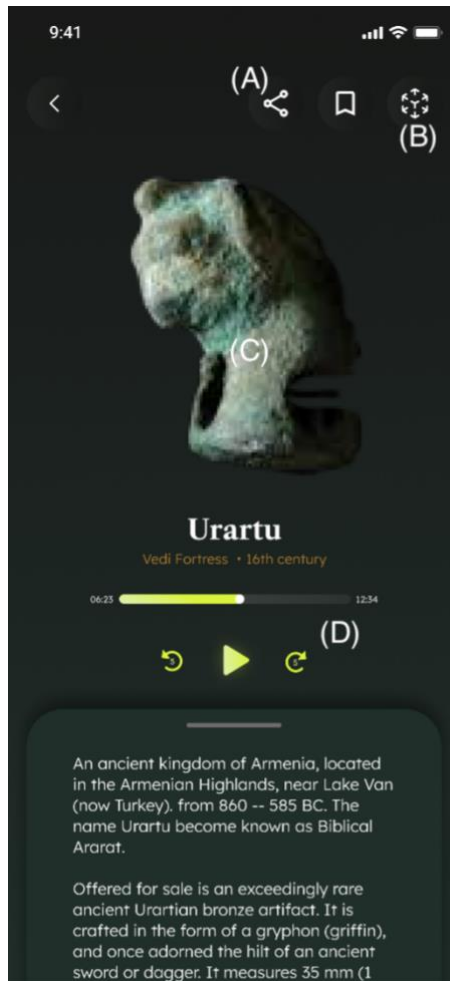 9:41
(A)
(B)
(C)
Urartu
Vedi Fortress • 16th century
06:23
12:34
(D)
5
5
An ancient kingdom of Armenia, located
in the Armenian Highlands, near Lake Van
(now Turkey). from 860 -- 585 BC. The
name Urartu become known as Biblical
Ararat.
Offered for sale is an exceedingly rare
ancient Urartian bronze artifact. It is
crafted in the form of a gryphon (griffin),
and once adorned the hilt of an ancient
sword or dagger. It measures 35 mm (1